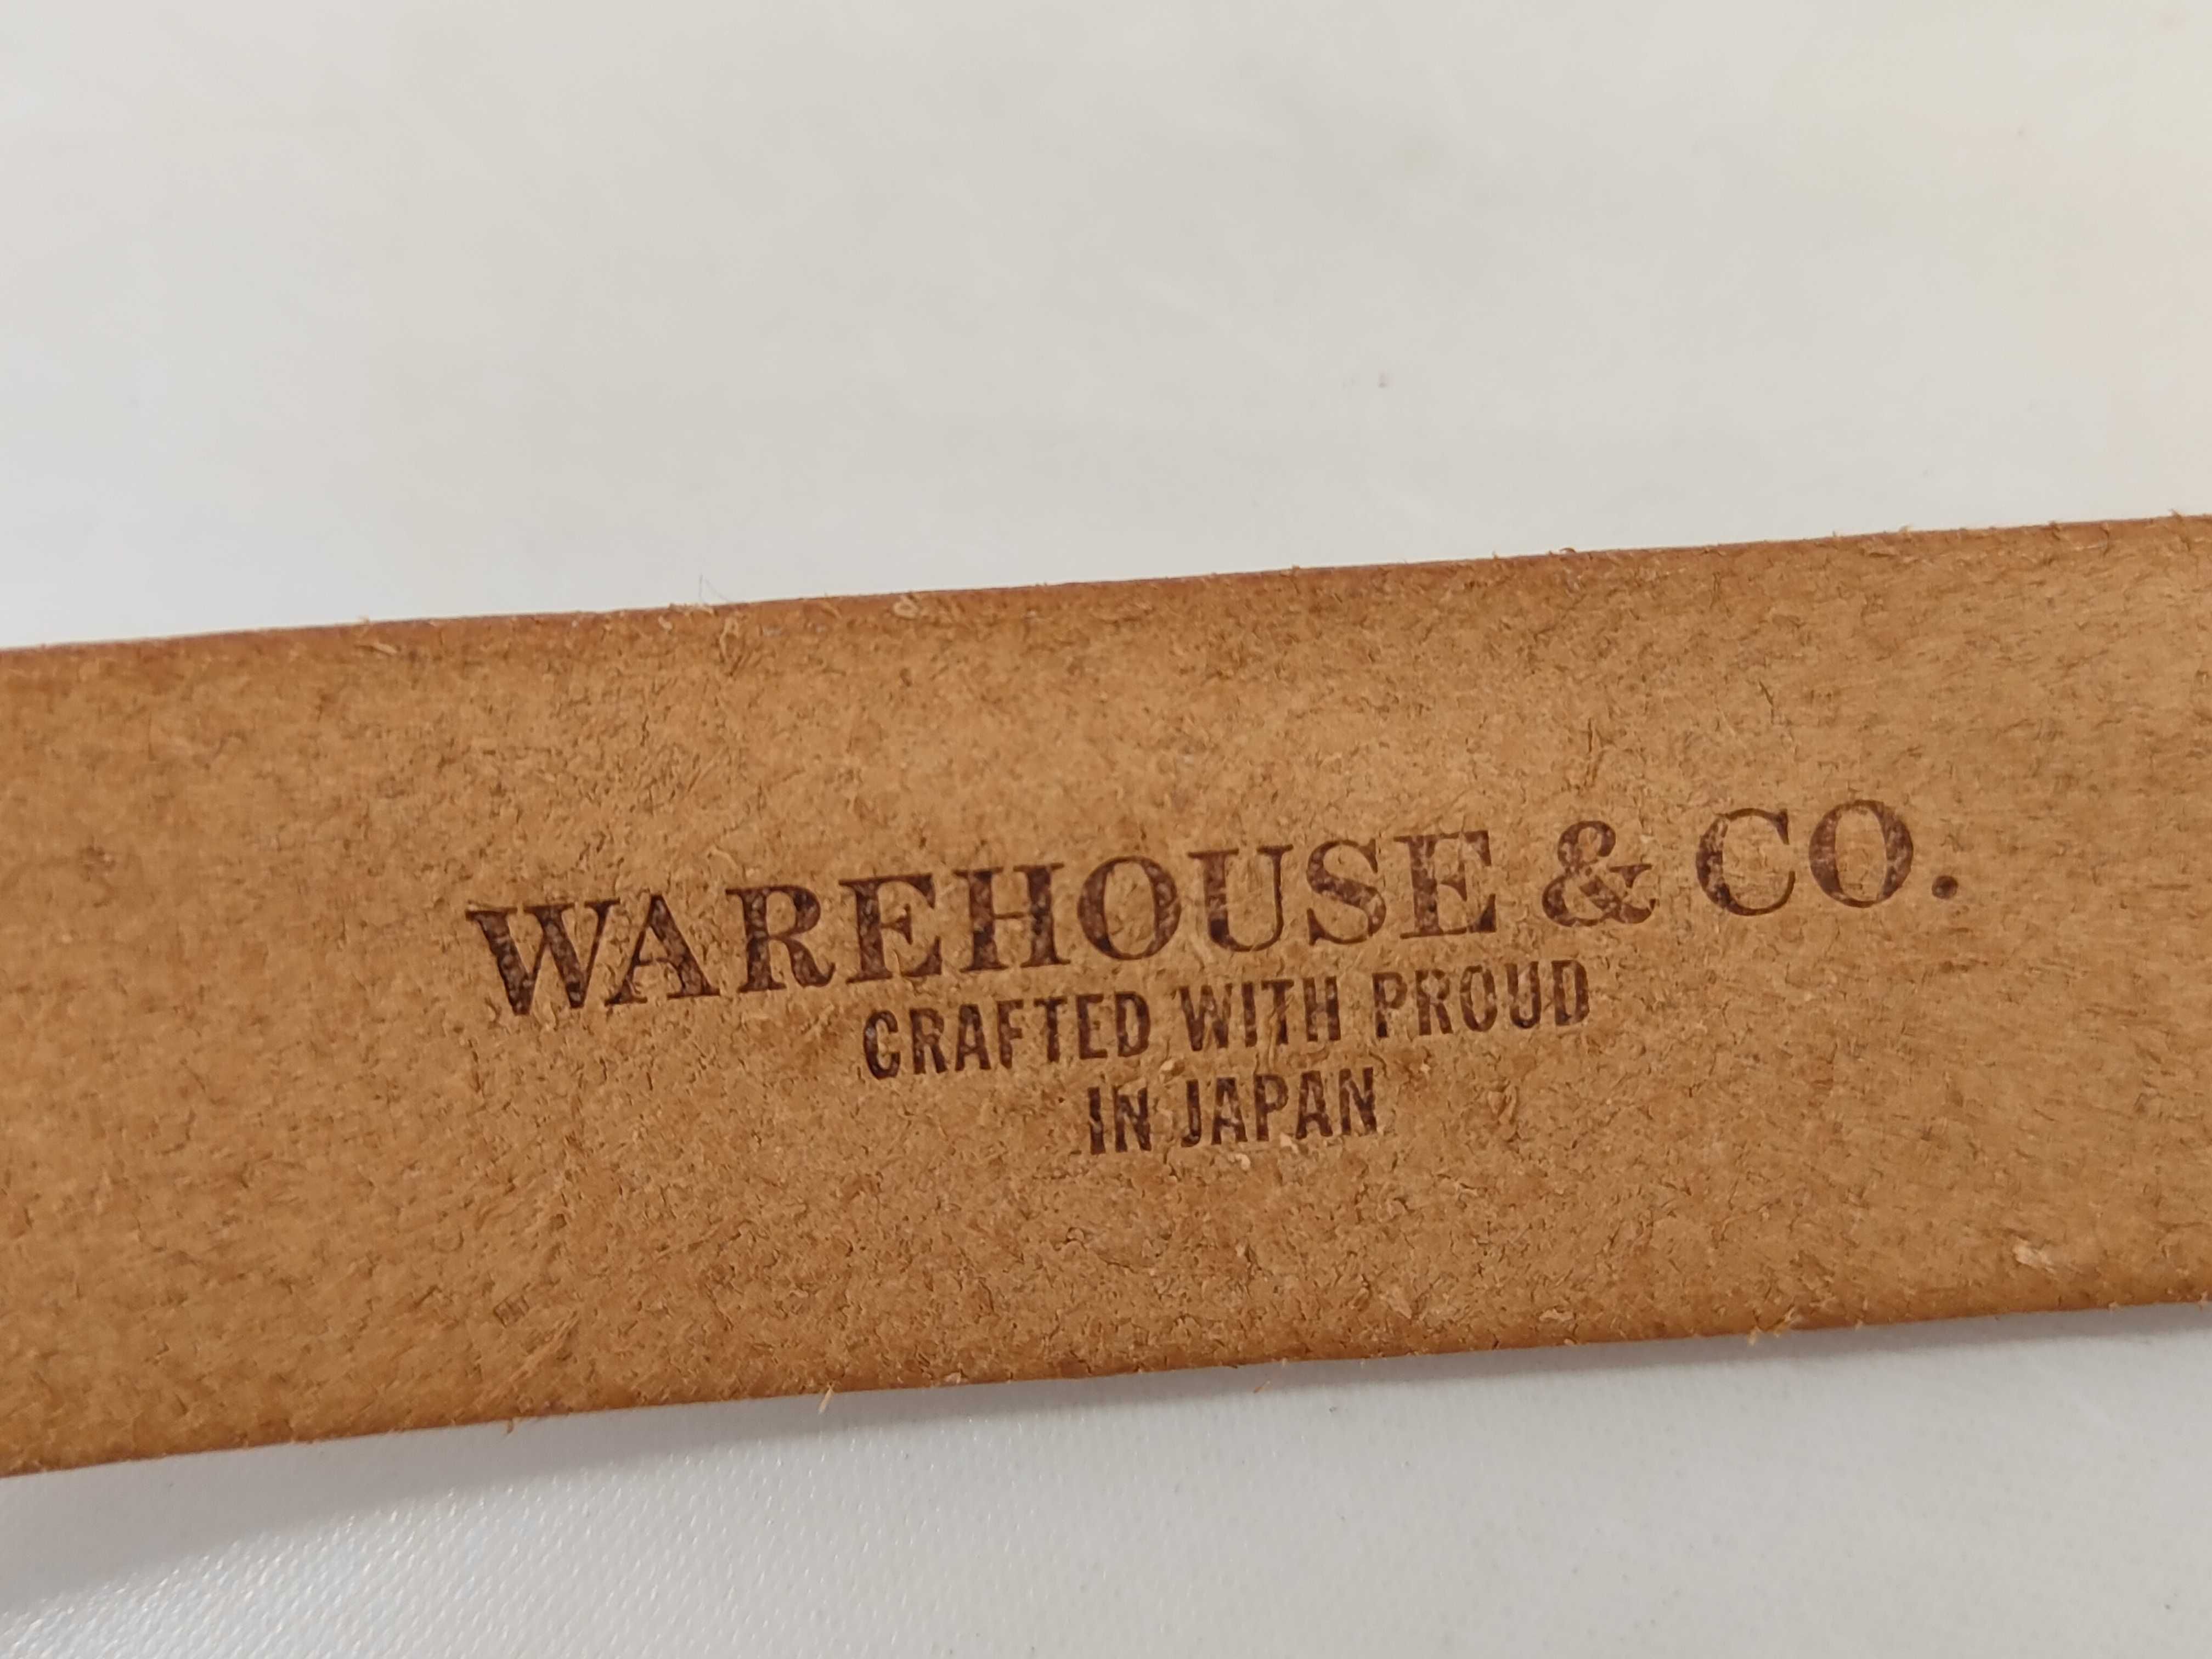 WAREHOUSE & CO.
CRAFTED WITH PROUD
IN JAPAN